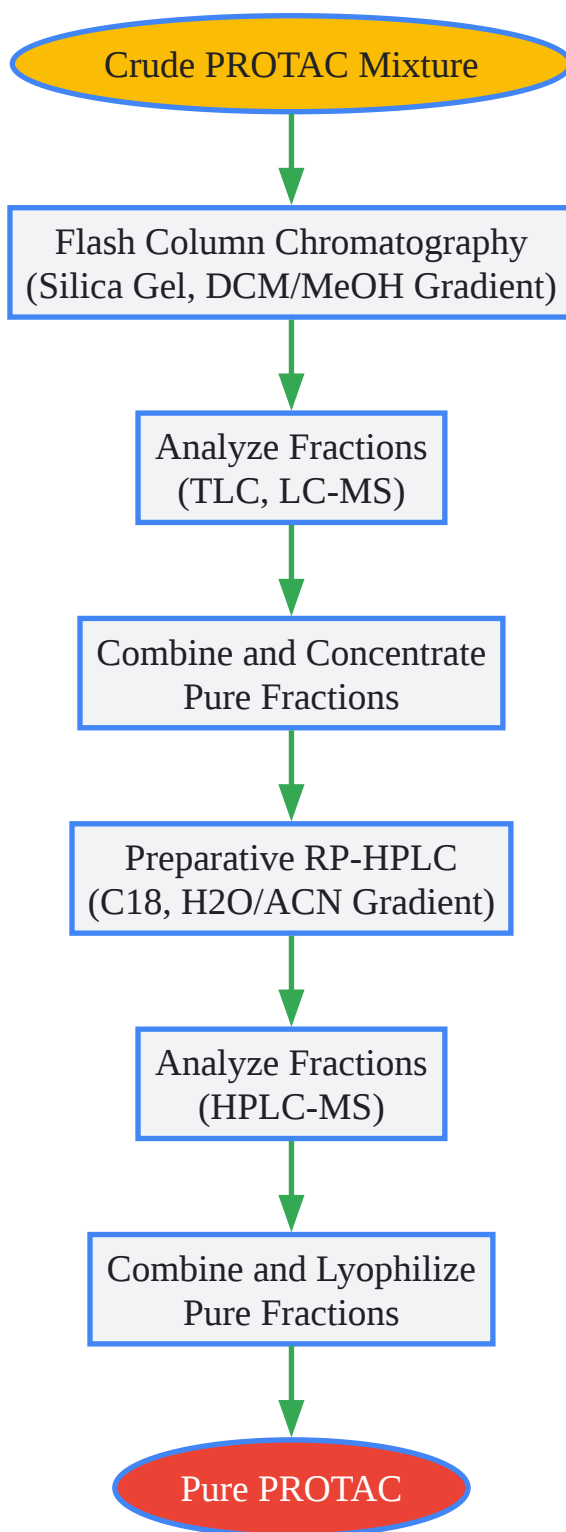 Crude PROTAC Mixture
Flash Column Chromatography
(Silica Gel, DCM/MeOH Gradient)
Analyze Fractions
(TLC, LC-MS)
Combine and Concentrate
Pure Fractions
Preparative RP-HPLC
(C18, H2O/ACN Gradient)
Analyze Fractions
(HPLC-MS)
Combine and Lyophilize
Pure Fractions
Pure PROTAC